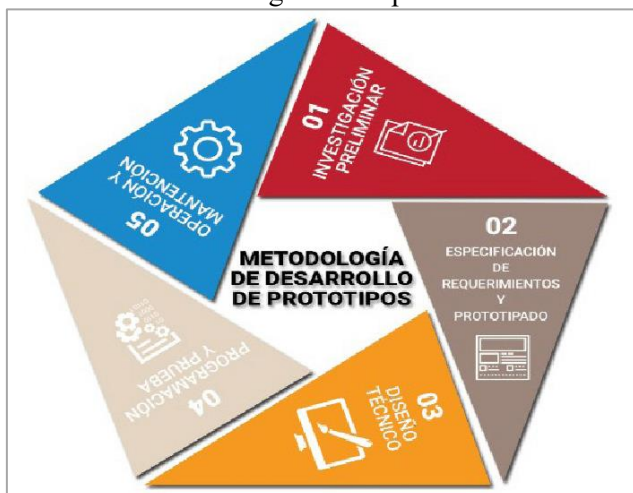 METODOLOGÍA
DE DESARROLLO
DE PROTOTIPOS
01
INVESTIGACIÓN
PRELIMINAR
02
ESPECIFICACIÓN
DE
REQUERIMIENTOS
Y
PROTOTIPADO
03
DISEÑO
TÉCNICO
04
PROGRAMACIÓN
Y PRUEBA
05
OPERACIÓN Y
MANTENCIÓN